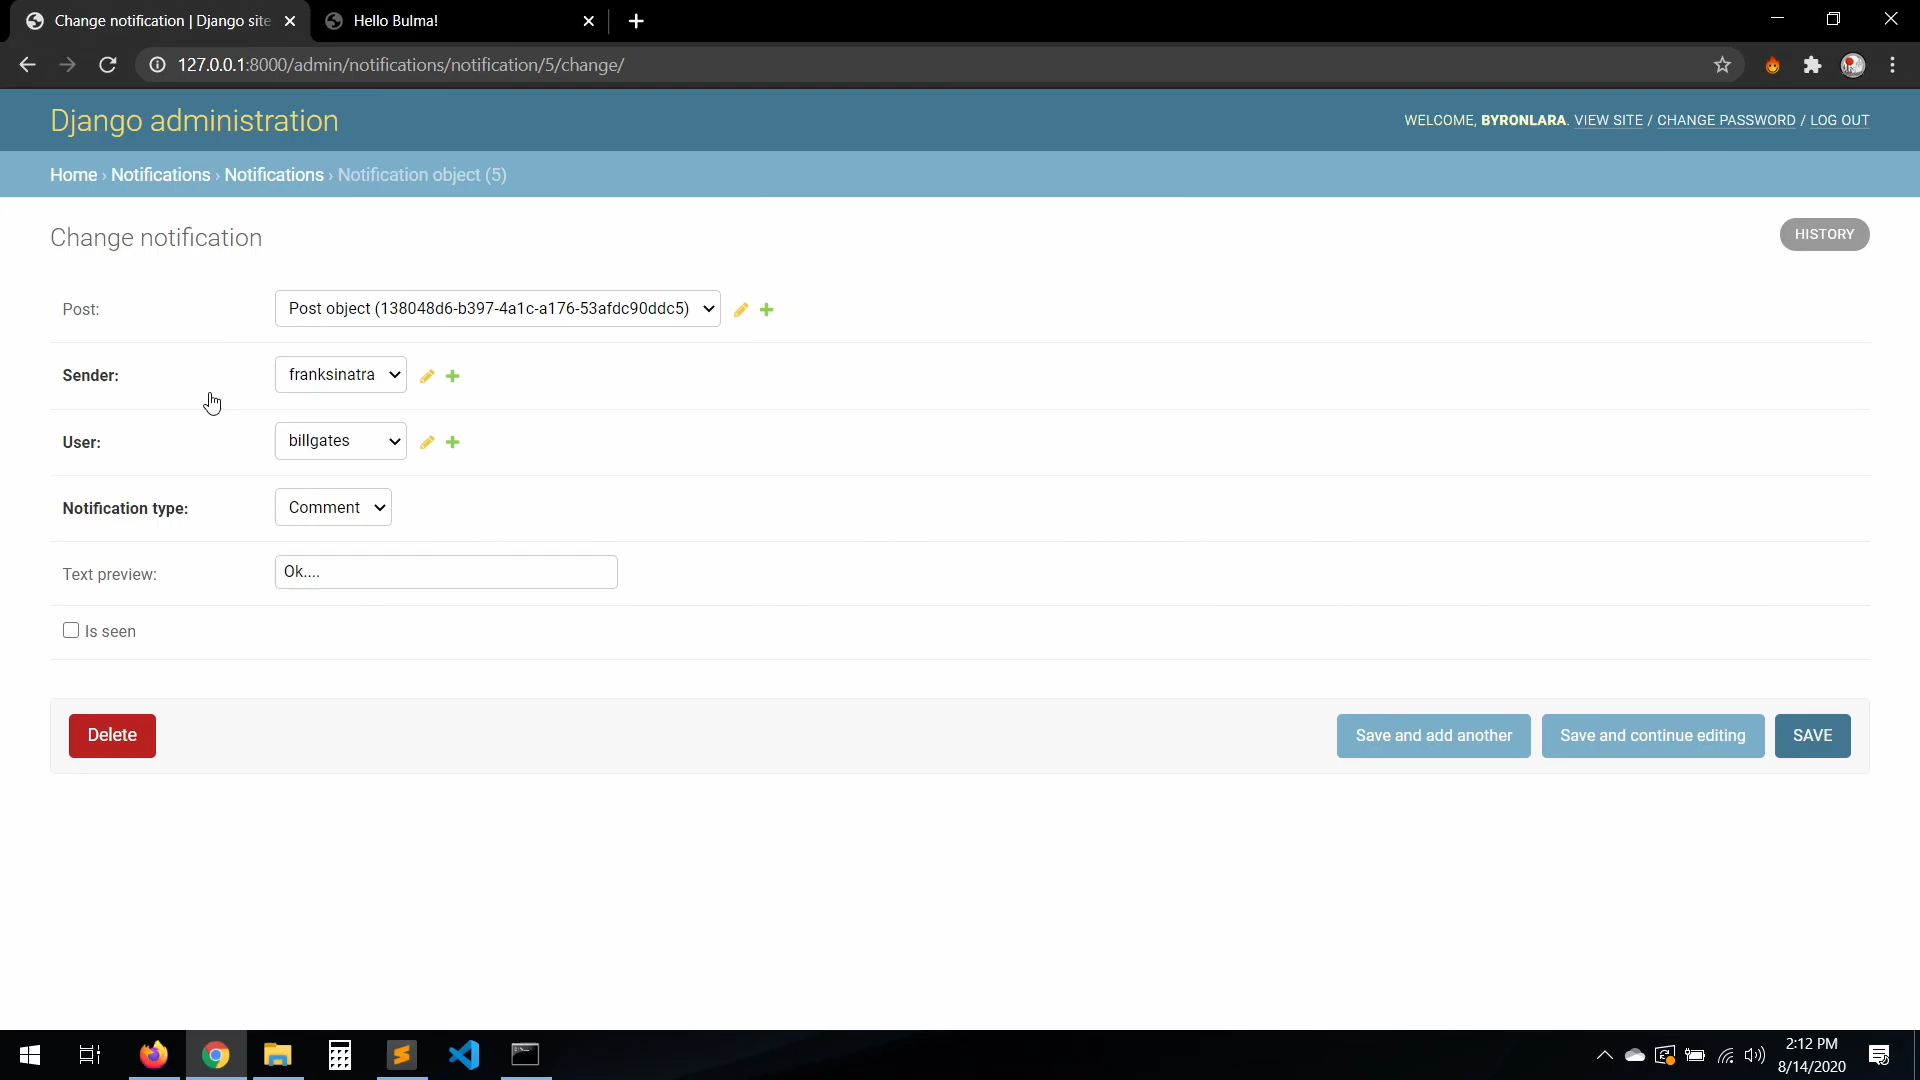 Change notification | Django site
Hello Bulma!
127.0.0.1:8000/admin/notifications/notification/5/change/
Django administration
WELCOME, BYRONLARA. VIEW SITE / CHANGE PASSWORD / LOG OUT
Home › Notifications › Notifications › Notification object (5)
Change notification
HISTORY
Post:
Post object (138048d6-b397-4a1c-a176-53afdc90ddc5)
Sender:
franksinatra
User:
billgates
Notification type:
Comment
Text preview:
Ok....
Is seen
Delete
Save and add another
Save and continue editing
SAVE
2:12 PM
8/14/2020